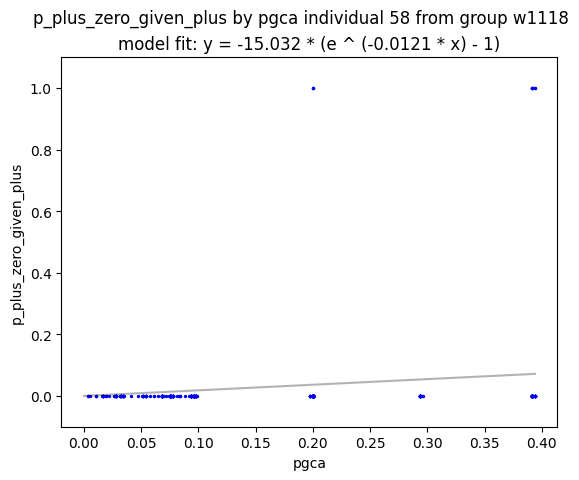 p_plus_zero_given_plus by pgca individual 58 from group w1118
model fit: y = -15.032 * (e ^ (-0.0121 * x) - 1)
1.0
0.8
0.6
0.4
0.2
0.0
p_plus_zero_given_plus
0.00 0.05 0.10 0.15 0.20 0.25 0.30 0.35 0.40
pgca